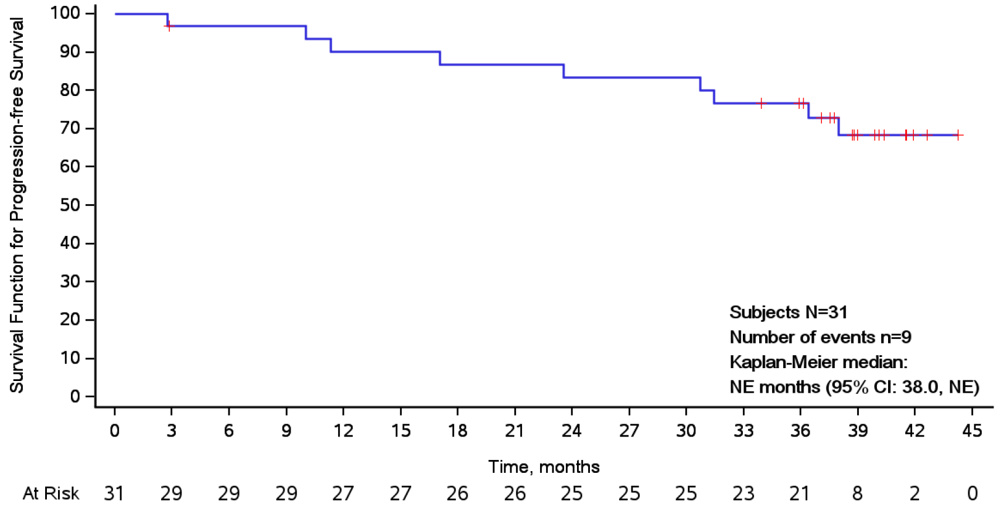 Survival Function for Progression-free Survival
100
90
80
70
60
50
40
30
20
10
0
Subjects N=31
Number of events n=9
Kaplan-Meier median:
NE months (95% CI: 38.0, NE)
0 3 6 9 12 15 18 21 24 27 30 33 36 39 42 45
Time, months
At Risk 31 29 29 29 27 27 26 26 25 25 25 23 21 8 2 0